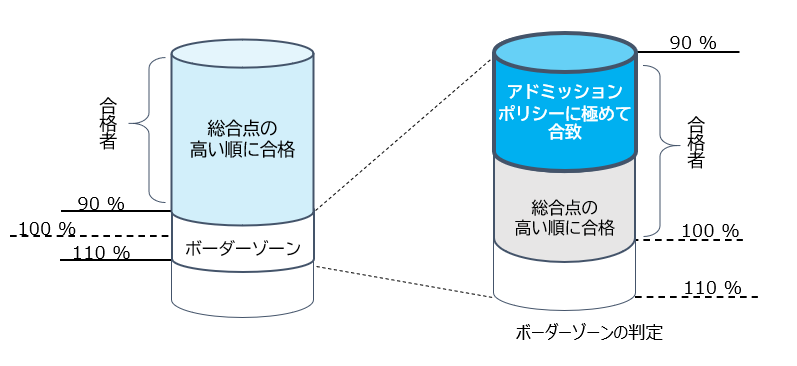 合格者
総合点の
高い順に合格
90 %
100 %
110 %
ボーダーゾーン
90 %
アドミッション
ポリシーに極めて
合致
合格者
総合点の
高い順に合格
100 %
110 %
ボーダーゾーンの判定